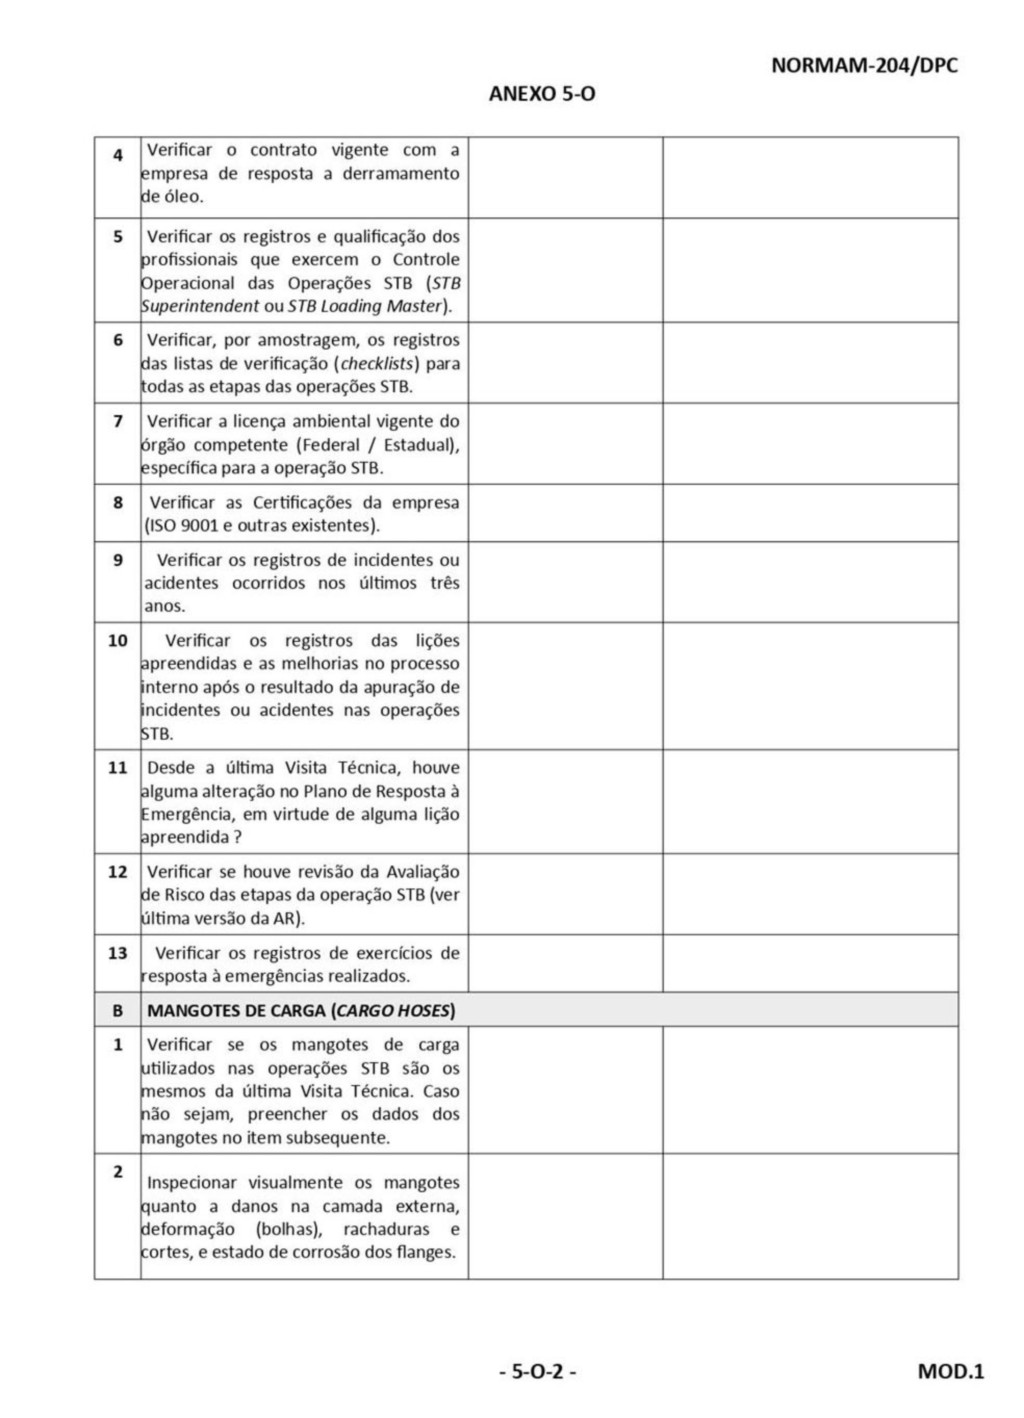 NORMAM-204/DPC
ANEXO 5-O
4 Verificar o contrato vigente com a
empresa de resposta a derramamento
de óleo.
5 Verificar os registros e qualificação dos
profissionais que exercem o Controle
Operacional das Operações STB (STB
Superintendent ou STB Loading Master).
6 Verificar, por amostragem, os registros
das listas de verificação (checklists) para
todas as etapas das operações STB.
7 Verificar a licença ambiental vigente do
órgão competente (Federal / Estadual),
específica para a operação STB.
8 Verificar as Certificações da empresa
(ISO 9001 e outras existentes).
9 Verificar os registros de incidentes ou
acidentes ocorridos nos últimos três
anos.
10 Verificar os registros das lições
apreendidas e as melhorias no processo
interno após o resultado da apuração de
incidentes ou acidentes nas operações
STB.
11 Desde a última Visita Técnica, houve
alguma alteração no Plano de Resposta à
Emergência, em virtude de alguma lição
apreendida ?
12 Verificar se houve revisão da Avaliação
de Risco das etapas da operação STB (ver
última versão da AR).
13 Verificar os registros de exercícios de
resposta à emergências realizados.
B MANGOTES DE CARGA (CARGO HOSES)
1 Verificar se os mangotes de carga
utilizados nas operações STB são os
mesmos da última Visita Técnica. Caso
não sejam, preencher os dados dos
mangotes no item subsequente.
2 Inspecionar visualmente os mangotes
quanto a danos na camada externa,
deformação (bolhas), rachaduras e
cortes, e estado de corrosão dos flanges.
- 5-O-2 -
MOD.1